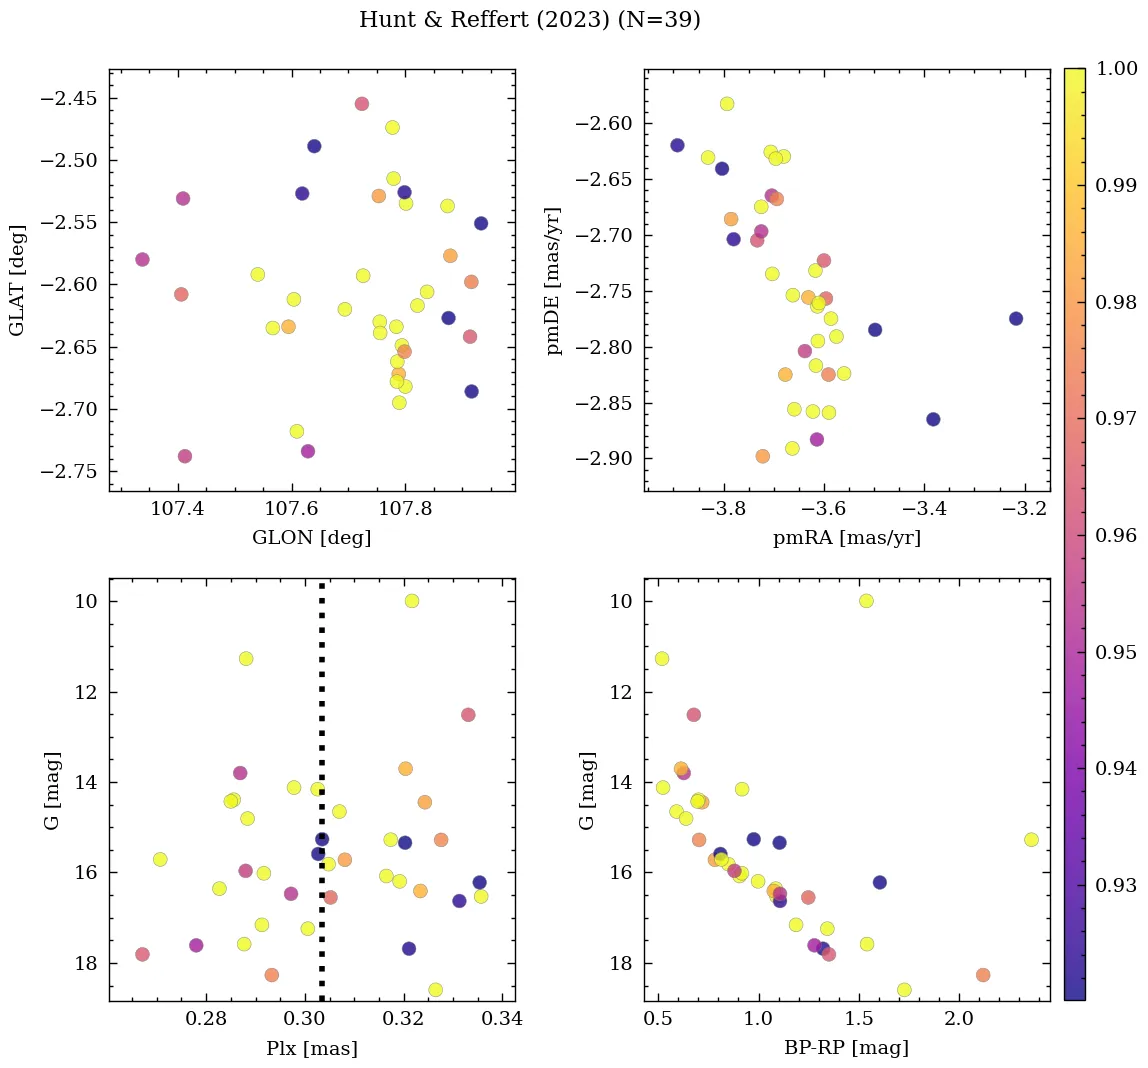 Hunt & Reffert (2023) (N=39)
−2.45
−2.50
−2.55
−2.60
−2.65
−2.70
−2.75
GLAT [deg]
107.4 107.6 107.8
GLON [deg]
−2.60
−2.65
−2.70
−2.75
−2.80
−2.85
−2.90
pmDE [mas/yr]
−3.8 −3.6 −3.4 −3.2
pmRA [mas/yr]
10
12
14
16
18
G [mag]
0.28 0.30 0.32 0.34
Plx [mas]
10
12
14
16
18
G [mag]
0.5 1.0 1.5 2.0
BP-RP [mag]
1.00
0.99
0.98
0.97
0.96
0.95
0.94
0.93